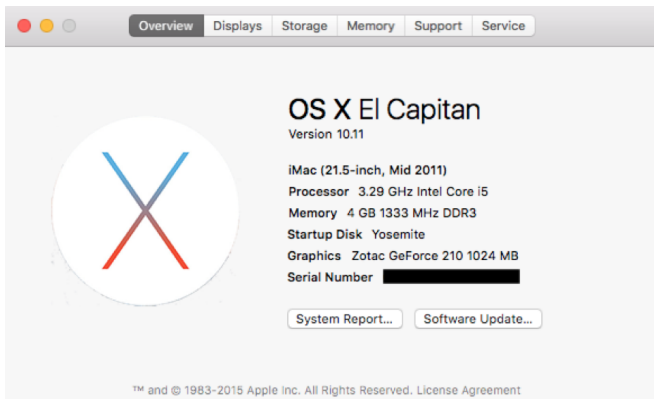 Overview Displays Storage Memory Support Service
OS X El Capitan
Version 10.11
iMac (21.5-inch, Mid 2011)
Processor 3.29 GHz Intel Core i5
Memory 4 GB 1333 MHz DDR3
Startup Disk Yosemite
Graphics Zotac GeForce 210 1024 MB
Serial Number
System Report... Software Update...
™ and © 1983-2015 Apple Inc. All Rights Reserved. License Agreement